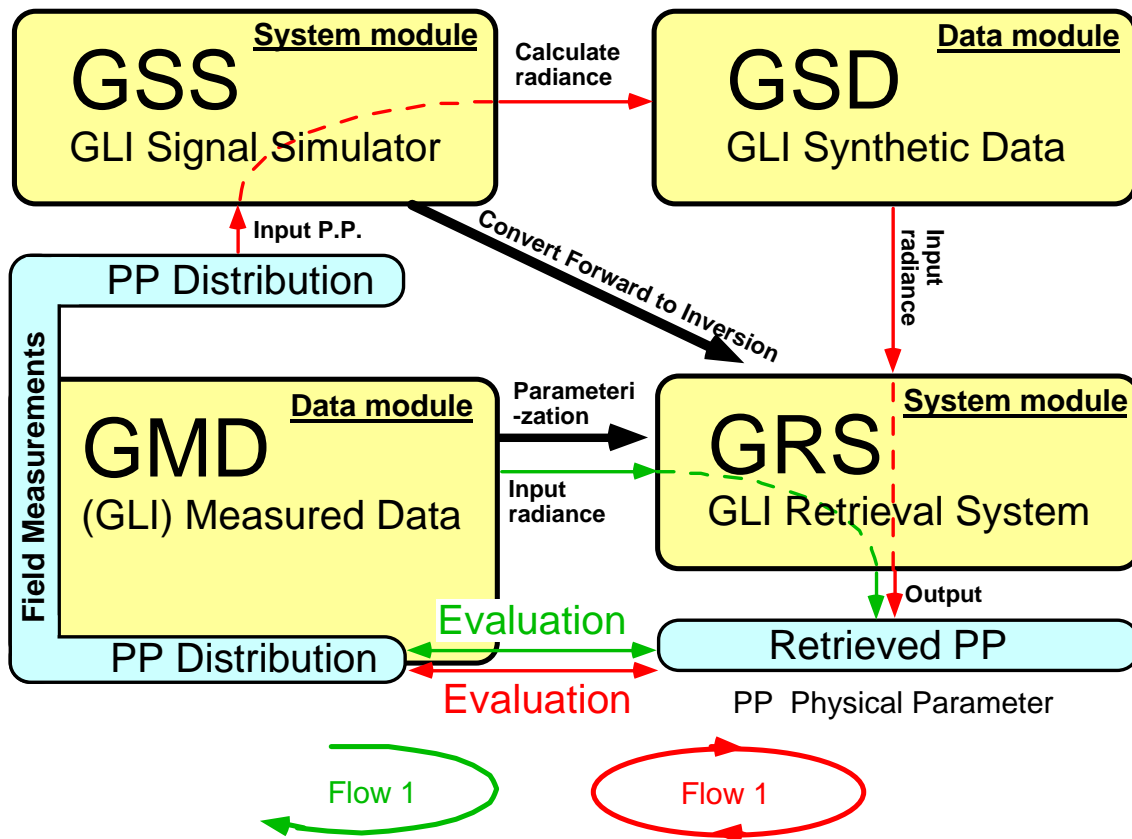 System module
GSS
GLI Signal Simulator
Calculate
radiance
Data module
GSD
GLI Synthetic Data
Input P.P.
Convert Forward to Inversion
Input
radiance
PP Distribution
Field Measurements
Data module
GMD
(GLI) Measured Data
Parameteri
-zation
Input
radiance
System module
GRS
GLI Retrieval System
Output
PP Distribution
Evaluation
Evaluation
Retrieved PP
PP  Physical Parameter
Flow 1
Flow 1